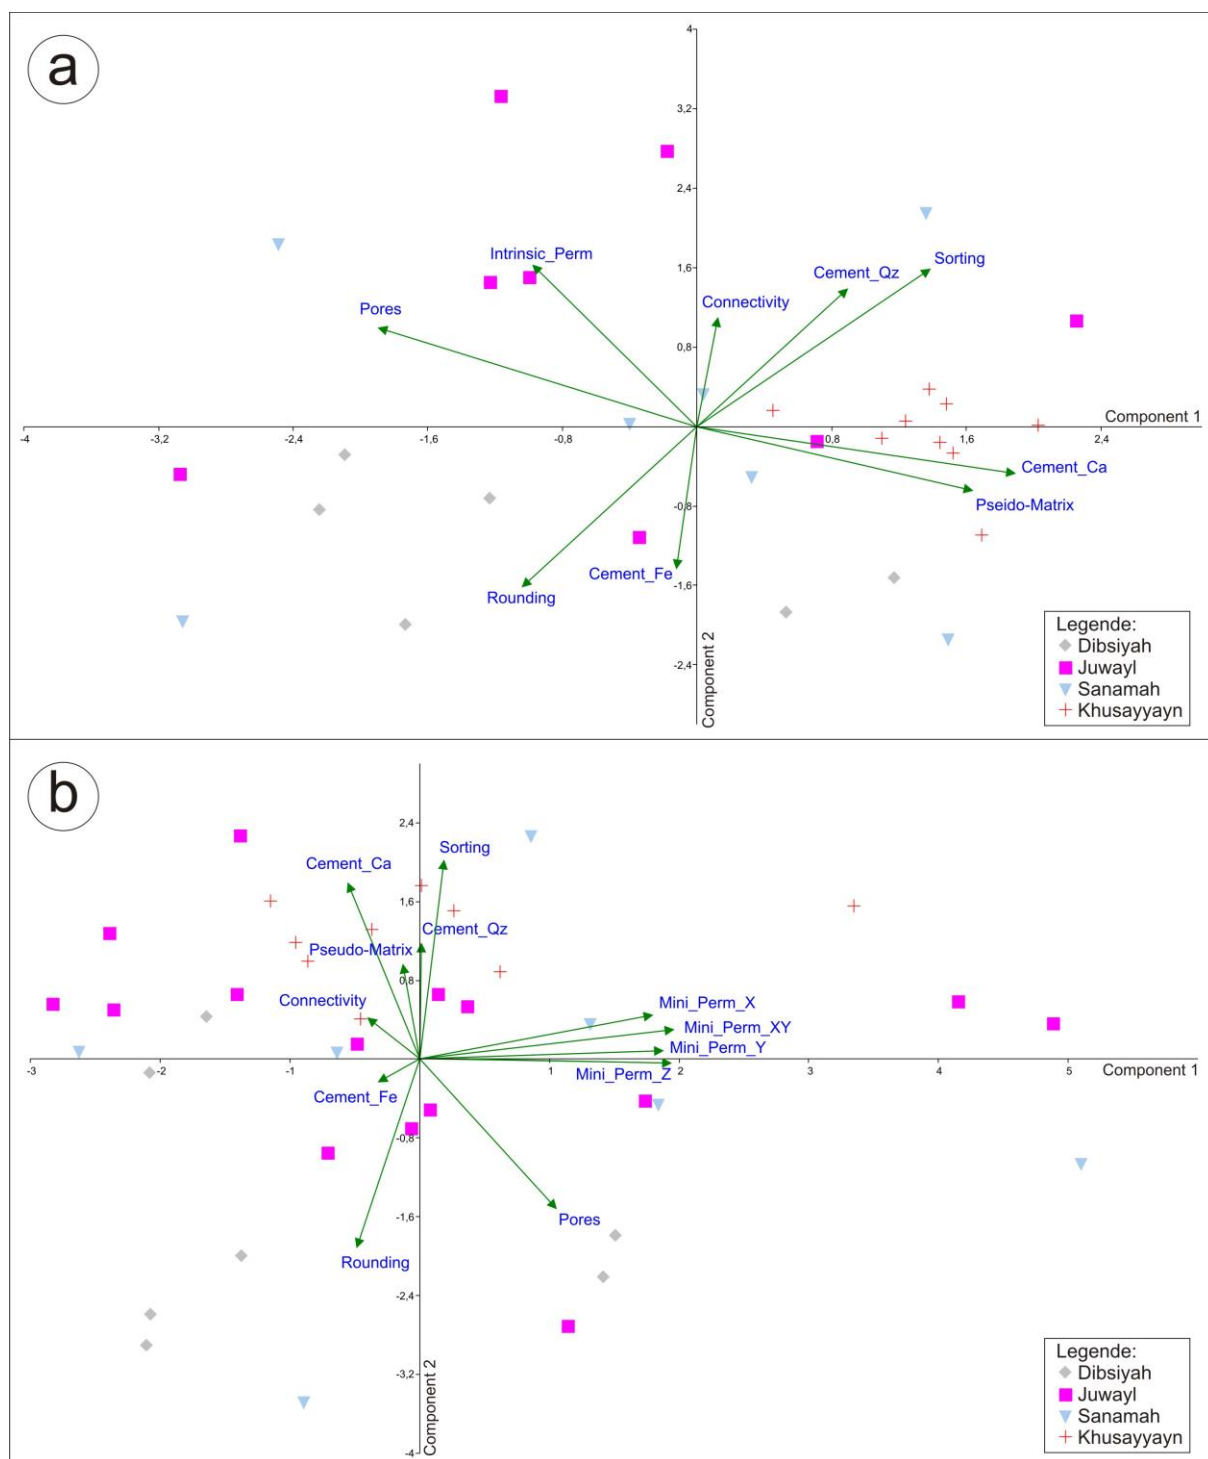 a
4
3,2
2,4
1,6
0,8
-0,8
-1,6
-2,4
-4
-3,2
-2,4
-1,6
-0,8
0,8
1,6
2,4
Component 1
Component 2
Intrinsic_Perm
Pores
Connectivity
Cement_Qz
Sorting
Cement_Ca
Pseido-Matrix
Cement_Fe
Rounding
Legende:
Dibsiyah
Juwayl
Sanamah
Khusayyayn
b
2,4
1,6
0,8
-0,8
-1,6
-2,4
-3,2
-4
-3
-2
-1
1
2
3
4
5
Component 1
Component 2
Cement_Ca
Sorting
Cement_Qz
Pseudo-Matrix
Connectivity
Mini_Perm_X
Mini_Perm_XY
Mini_Perm_Y
Mini_Perm_Z
Cement_Fe
Pores
Rounding
Legende:
Dibsiyah
Juwayl
Sanamah
Khusayyayn